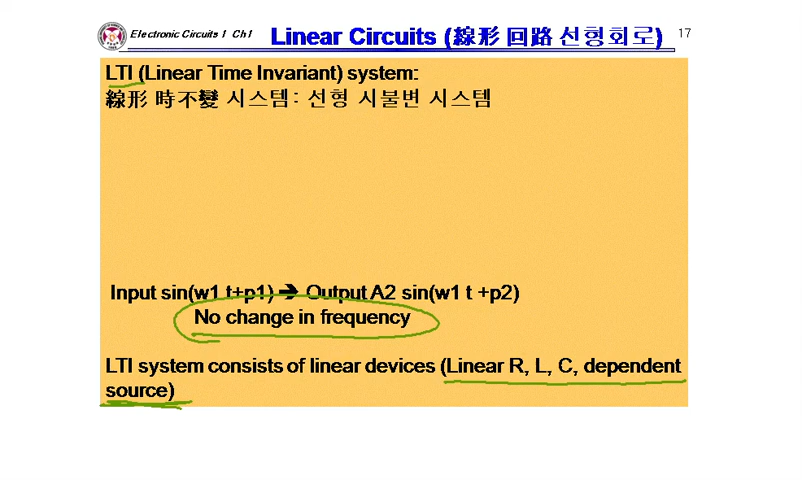 Electronic Circuits 1 Ch1
Linear Circuits (線形 回路 선형회로)
17
LTI (Linear Time Invariant) system:
線形 時不變 시스템: 선형 시불변 시스템
Input sin(w1 t+p1) ➔ Output A2 sin(w1 t +p2)
No change in frequency
LTI system consists of linear devices (Linear R, L, C, dependent
source)